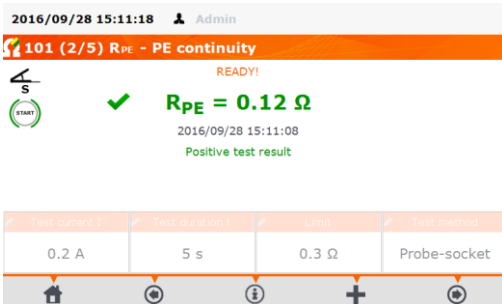 2016/09/28 15:11:18 Admin
101 (2/5) RPE - PE continuity
READY!
S
START
RPE = 0.12 Ω
2016/09/28 15:11:08
Positive test result
Test current I Test duration t Limit Test method
0.2 A 5 s 0.3 Ω Probe-socket